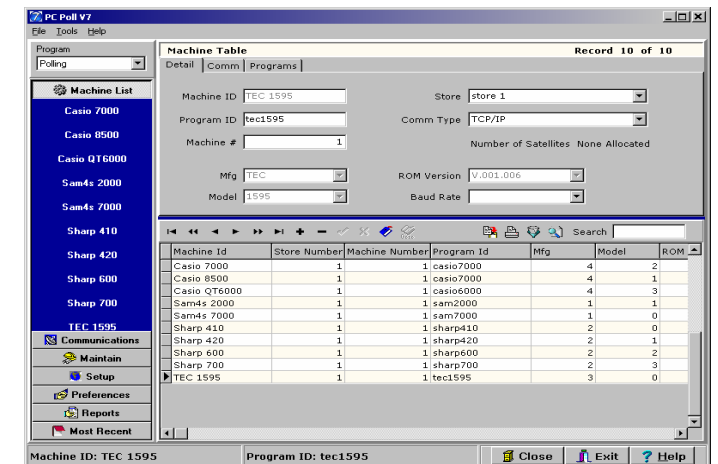 PC Poll V7
File Tools Help
Program
Polling
Machine List
Casio 7000
Casio 8500
Casio QT6000
Sam4s 2000
Sam4s 7000
Sharp 410
Sharp 420
Sharp 600
Sharp 700
TEC 1595
Communications
Maintain
Setup
Preferences
Reports
Most Recent
Machine Table Record 10 of 10
Detail Comm Programs
Machine ID TEC 1595 Store store 1
Program ID tec1595 Comm Type TCP/IP
Machine # 1 Number of Satellites None Allocated
Mfg TEC ROM Version V.001.006
Model 1595 Baud Rate
Search
Machine Id Store Number Machine Number Program Id Mfg Model ROM
Casio 7000 1 1 casio7000 4 2
Casio 8500 1 1 casio7000 4 1
Casio QT6000 1 1 casio6000 4 3
Sam4s 2000 1 1 sam2000 1 1
Sam4s 7000 1 1 sam7000 1 0
Sharp 410 1 1 sharp410 2 0
Sharp 420 1 1 sharp420 2 1
Sharp 600 1 1 sharp600 2 2
Sharp 700 1 1 sharp700 2 3
TEC 1595 1 1 tec1595 3 0
Machine ID: TEC 1595 Program ID: tec1595 Close Exit Help